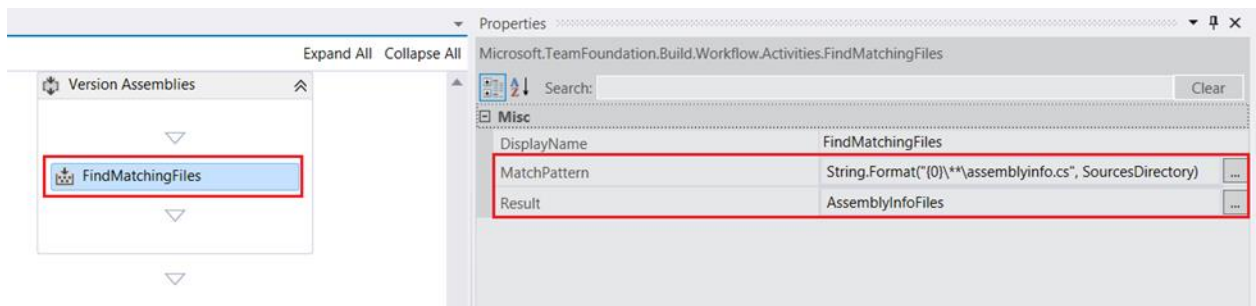 Properties
Expand All Collapse All
Microsoft.TeamFoundation.Build.Workflow.Activities.FindMatchingFiles
Version Assemblies
Search:
Clear
Misc
DisplayName FindMatchingFiles
FindMatchingFiles
MatchPattern String.Format("{0}\**\assemblyinfo.cs", SourcesDirectory) ...
Result AssemblyInfoFiles ...